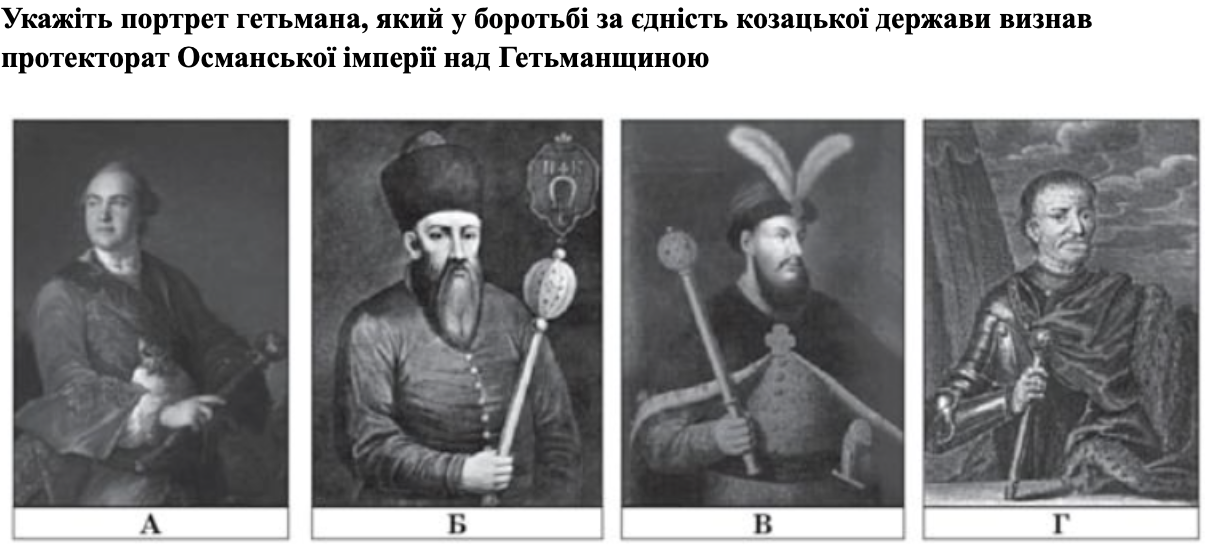 Укажіть портрет гетьмана, який у боротьбі за єдність козацької держави визнав
протекторат Османської імперії над Гетьманщиною
А
Б
В
Г